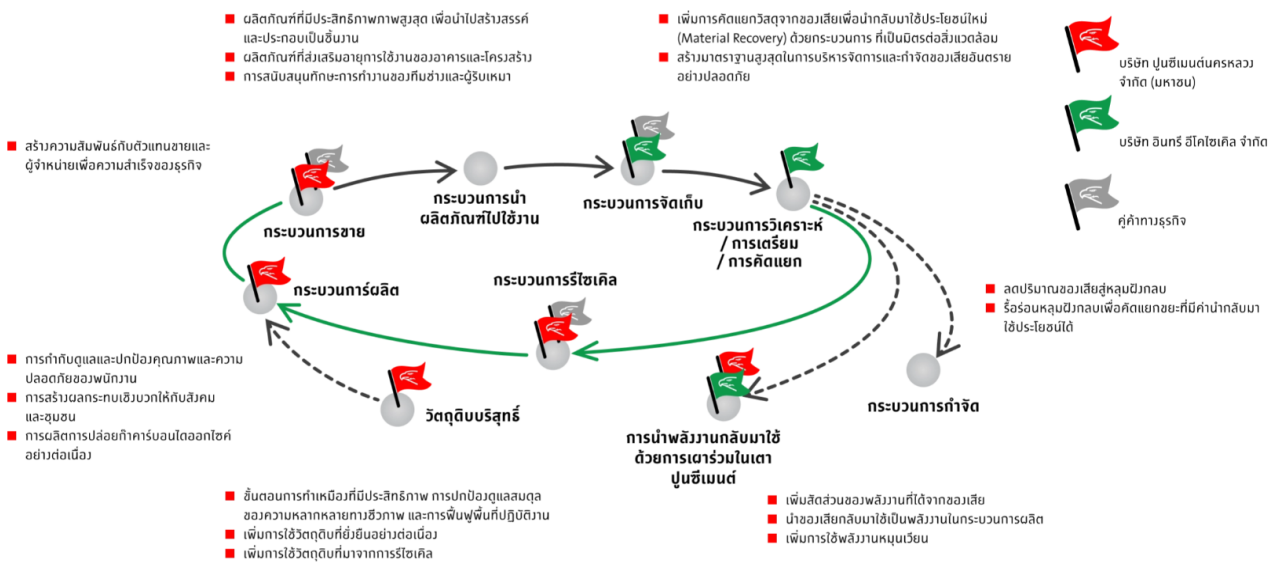 ผลิตภัณฑ์ที่มีประสิทธิภาพภาพสูงสุด เพื่อนำไปสร้างสรรค์
และประกอบเป็นชิ้นงาน
ผลิตภัณฑ์ที่ส่งเสริมอายุการใช้งานของอาคารและโครงสร้าง
การสนับสนุนทักษะการทำงานของทีมช่างและผู้รับเหมา
เพิ่มการคัดแยกวัสดุจากของเสียเพื่อนำกลับมาใช้ประโยชน์ใหม่
(Material Recovery) ด้วยกระบวนการ ที่เป็นมิตรต่อสิ่งแวดล้อม
สร้างมาตราฐานสูงสุดในการบริหารจัดการและกำจัดของเสียอันตราย
อย่างปลอดภัย
บริษัท ปูนซีเมนต์นครหลวง
จำกัด (มหาชน)
บริษัท อินทรี อีโคไซเคิล จำกัด
คู่ค้าทางธุรกิจ
สร้างความสัมพันธ์กับตัวแทนขายและ
ผู้จำหน่ายเพื่อความสำเร็จของธุรกิจ
กระบวนการขาย
กระบวนการนำ
ผลิตภัณฑ์ไปใช้งาน
กระบวนการจัดเก็บ
กระบวนการวิเคราะห์
/ การเตรียม
/ การคัดแยก
กระบวนการรีไซเคิล
กระบวนการ์ผลิต
ลดปริมาณของเสียสู่หลุมฝังกลบ
รื้อร่อนหลุมฝังกลบเพื่อคัดแยกขยะที่มีค่านำกลับมา
ใช้ประโยชน์ได้
การกำกับดูแลและปกป้องคุณภาพและความ
ปลอดภัยของพนักงาน
การสร้างผลกระทบเชิงบวกให้กับสังคม
และชุมชน
การผลิตการปล่อยก๊าคาร์บอนไดออกไซค์
อย่างต่อเนื่อง
วัตถุดิบบริสุทธิ์
กระบวนการกำจัด
การนำพลังงานกลับมาใช้
ด้วยการเผาร่วมในเตา
ปูนซีเมนต์
ขั้นตอนการทำเหมืองที่มีประสิทธิภาพ การปกป้องดูแลสมดุล
ของความหลากหลายทางชีวภาพ และการฟื้นฟูพื้นที่ปฏิบัติงาน
เพิ่มการใช้วัตถุดิบที่ยั่งยืนอย่างต่อเนื่อง
เพิ่มการใช้วัตถุดิบที่มาจากการรีไซเคิล
เพิ่มสัดส่วนของพลังงานที่ได้จากของเสีย
นำของเสียกลับมาใช้เป็นพลังงานในกระบวนการผลิต
เพิ่มการใช้พลังงานหมุนเวียน